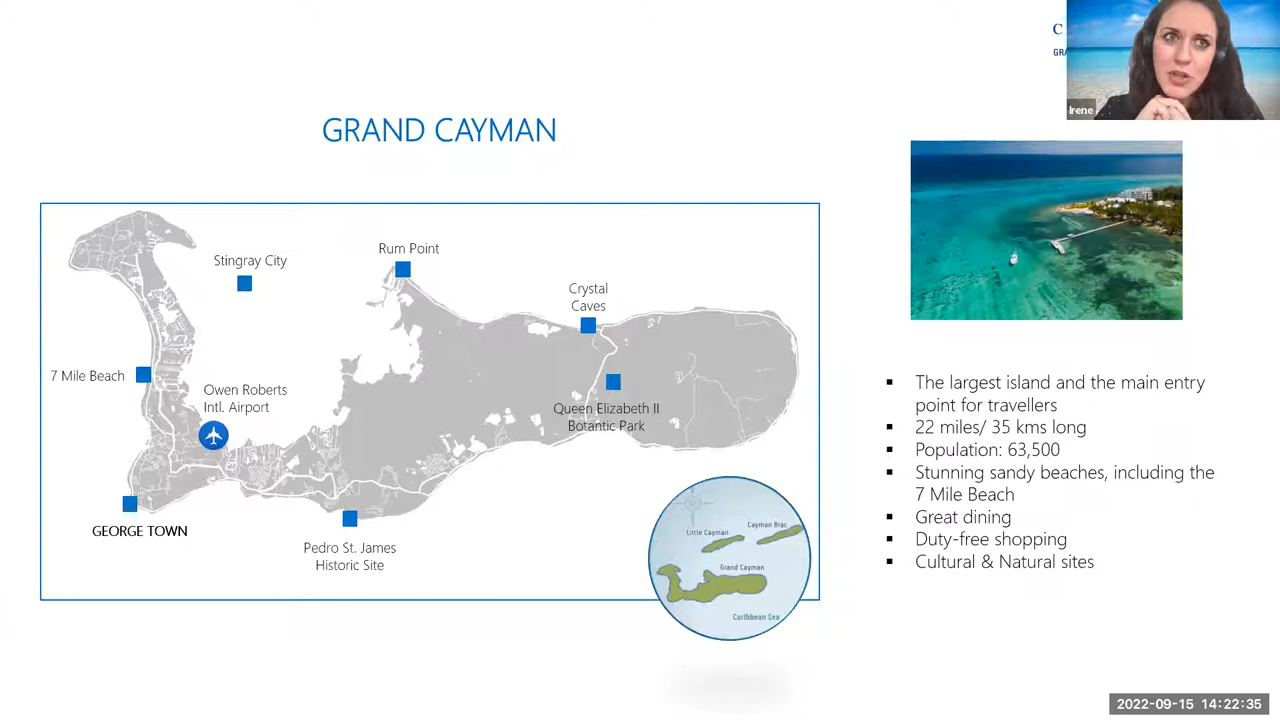 C
GRA
Irene
GRAND CAYMAN
Stingray City
Rum Point
Crystal
Caves
7 Mile Beach
Owen Roberts
Intl. Airport
Queen Elizabeth II
Botantic Park
GEORGE TOWN
Pedro St. James
Historic Site
Little Cayman
Cayman Brac
Grand Cayman
Caribbean Sea
▪ The largest island and the main entry
point for travellers
▪ 22 miles/ 35 kms long
▪ Population: 63,500
▪ Stunning sandy beaches, including the
7 Mile Beach
▪ Great dining
▪ Duty-free shopping
▪ Cultural & Natural sites
2022-09-15 14:22:35